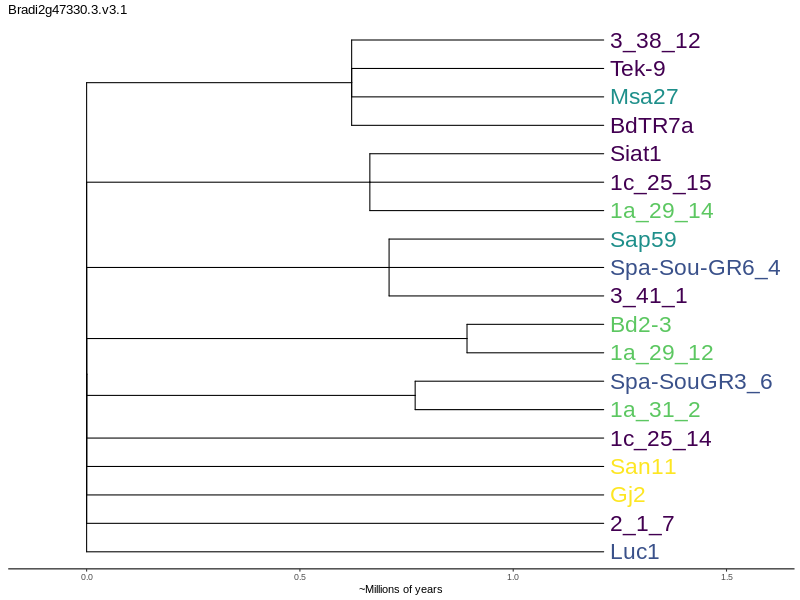 Bradi2g47330.3.v3.1
3_38_12
Tek-9
Msa27
BdTR7a
Siat1
1c_25_15
1a_29_14
Sap59
Spa-Sou-GR6_4
3_41_1
Bd2-3
1a_29_12
Spa-SouGR3_6
1a_31_2
1c_25_14
San11
Gj2
2_1_7
Luc1
0.0 0.5 1.0 1.5
~Millions of years